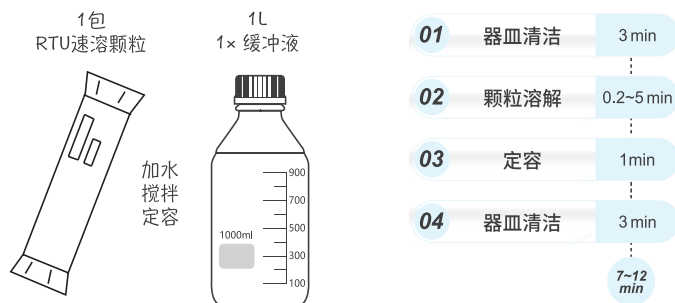 1包
RTU速溶颗粒
1L
1× 缓冲液
加水
搅拌
定容
900
700
500
300
100
1000ml
01 器皿清洁 3 min
02 颗粒溶解 0.2~5 min
03 定容 1min
04 器皿清洁 3 min
7~12
min